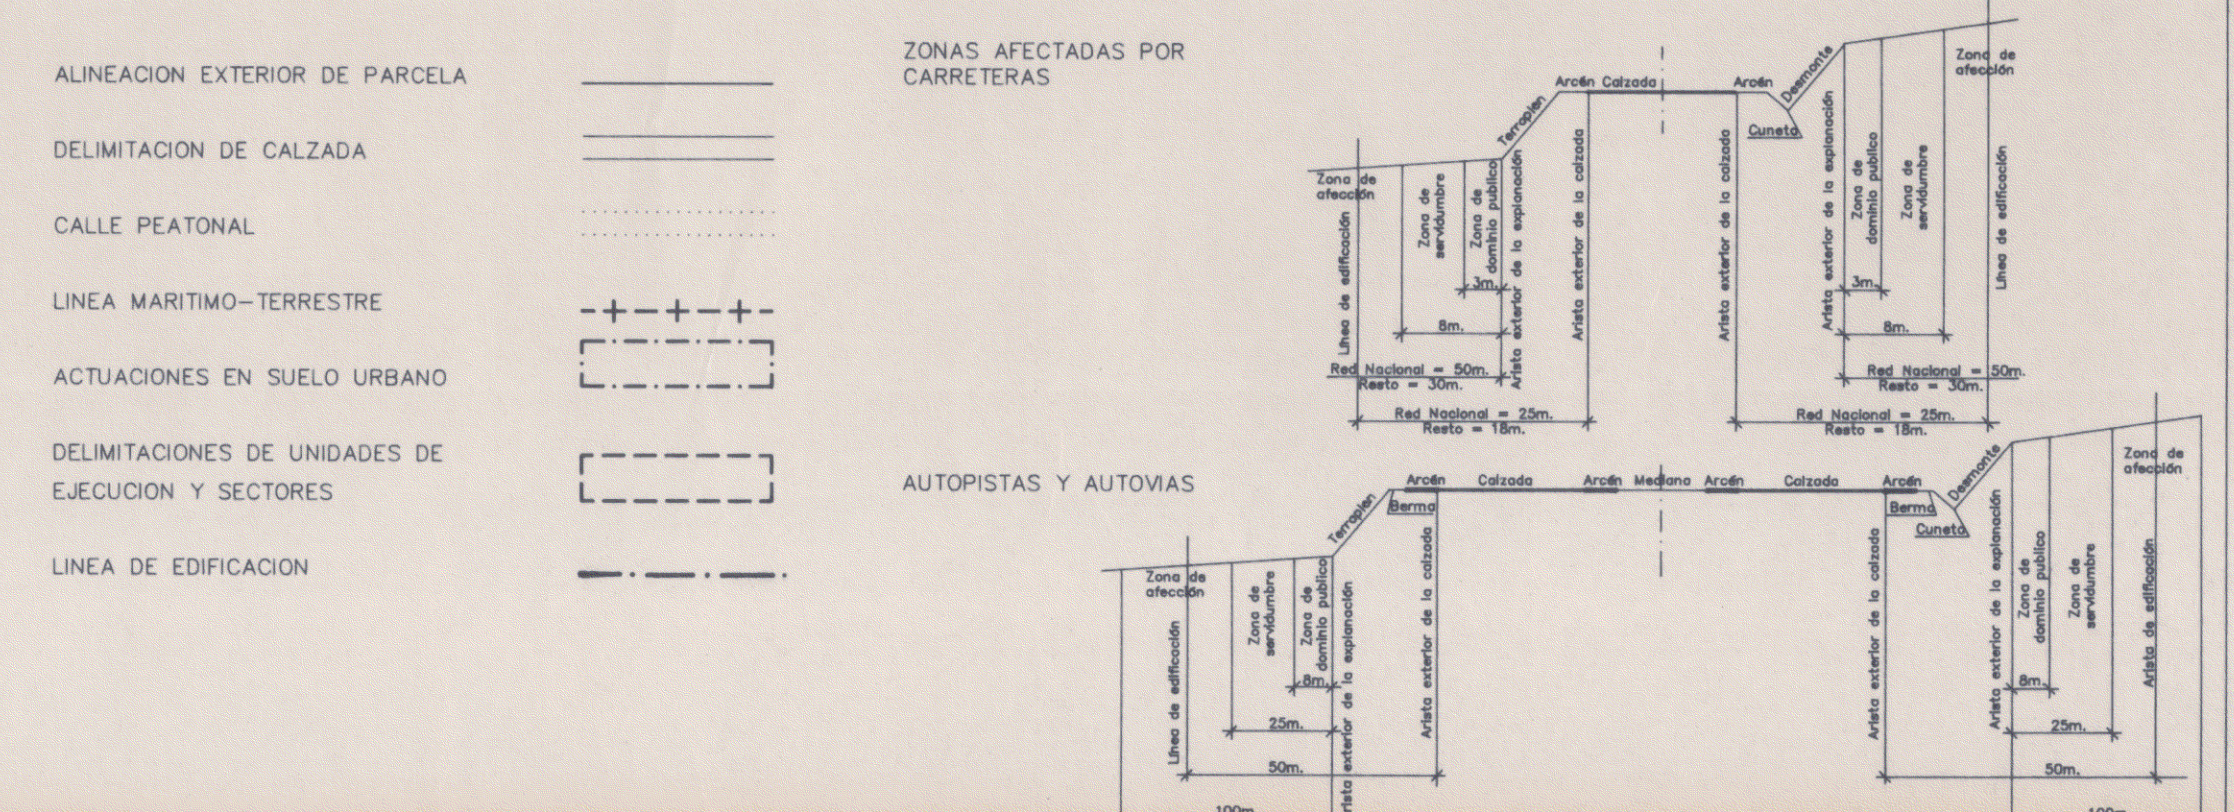 ALINEACION EXTERIOR DE PARCELA
DELIMITACION DE CALZADA
CALLE PEATONAL
LINEA MARITIMO-TERRESTRE
ACTUACIONES EN SUELO URBANO
DELIMITACIONES DE UNIDADES DE
EJECUCION Y SECTORES
LINEA DE EDIFICACION
ZONAS AFECTADAS POR
CARRETERAS
Zona de
afección
Línea de edificación
Zona de
servidumbre
Zona de
dominio publico
Arista exterior de la explanación
Terraplen
Arcén
Calzada
Arista exterior de la calzada
Arista exterior de la calzada
Arcén
Cuneta
Desmonte
Arista exterior de la explanación
Zona de
dominio publico
Zona de
servidumbre
Línea de edificación
Zona de
afección
3m.
8m.
Red Nacional = 50m.
Resto = 30m.
Red Nacional = 25m.
Resto = 18m.
3m.
8m.
Red Nacional = 50m.
Resto = 30m.
Red Nacional = 25m.
Resto = 18m.
AUTOPISTAS Y AUTOVIAS
Zona de
afección
Línea de edificación
Zona de
servidumbre
Zona de
dominio publico
Arista exterior de la explanación
Terraplen
Berma
Arcén
Calzada
Arcén
Mediana
Arcén
Calzada
Arcén
Arista exterior de la calzada
Arista exterior de la calzada
Berma
Cuneta
Desmonte
Arista exterior de la explanación
Zona de
dominio publico
Zona de
servidumbre
Arista de edificación
Zona de
afección
8m.
25m.
50m.
100m.
8m.
25m.
50m.
100m.